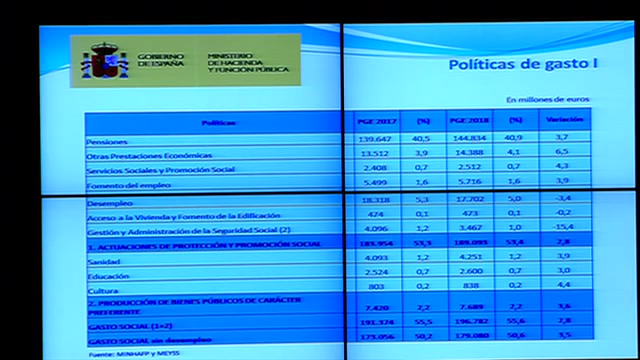 GOBIERNO MINISTERIO
DE ESPAÑA DE HACIENDA
Y FUNCIÓN PÚBLICA
Políticas de gasto I
En millones de euros
Políticas PGE 2017 (%) PGE 2018 (%) Variación
Pensiones 139.647 40,5 144.834 40,9 3,7
Otras Prestaciones Económicas 13.512 3,9 14.388 4,1 6,5
Servicios Sociales y Promoción Social 2.408 0,7 2.512 0,7 4,3
Fomento del empleo 5.499 1,6 5.716 1,6 3,9
Desempleo 18.318 5,3 17.702 5,0 -3,4
Acceso a la Vivienda y Fomento de la Edificación 474 0,1 473 0,1 -0,2
Gestión y Administración de la Seguridad Social (2) 4.096 1,2 3.467 1,0 -15,4
1. ACTUACIONES DE PROTECCIÓN Y PROMOCIÓN SOCIAL 183.954 53,3 189.093 53,4 2,8
Sanidad 4.093 1,2 4.251 1,2 3,9
Educación 2.524 0,7 2.600 0,7 3,0
Cultura 803 0,2 838 0,2 4,4
2. PRODUCCIÓN DE BIENES PÚBLICOS DE CARÁCTER
PREFERENTE 7.420 2,2 7.689 2,2 3,6
GASTO SOCIAL (1+2) 191.374 55,5 196.782 55,6 2,8
GASTO SOCIAL sin desempleo 173.056 50,2 179.080 50,6 3,5
Fuente: MINHAFP y MEYSS